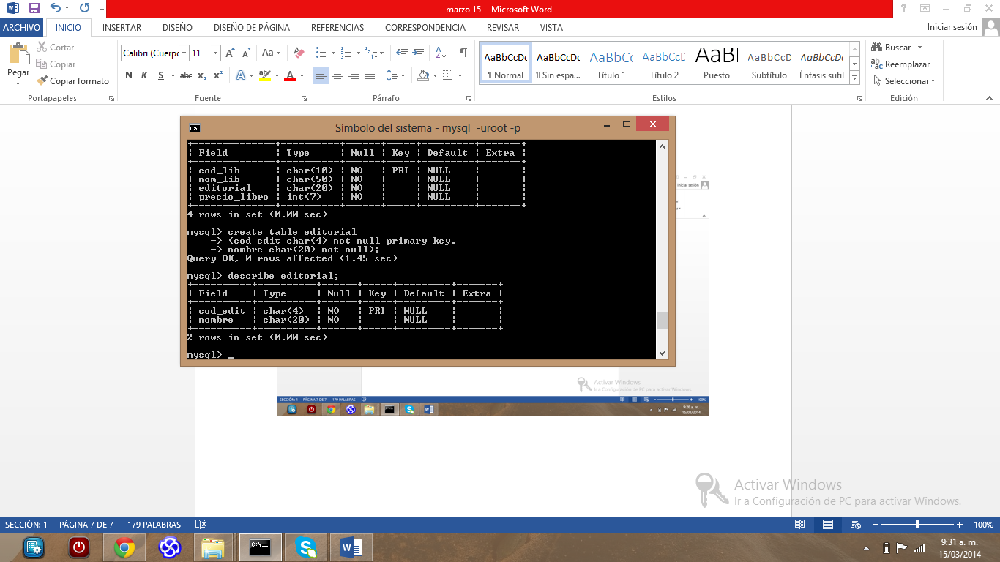 marzo 15 - Microsoft Word
ARCHIVO INICIO INSERTAR DISEÑO DISEÑO DE PÁGINA REFERENCIAS CORRESPONDENCIA REVISAR VISTA Iniciar sesión
Pegar
Cortar
Copiar
Copiar formato
Portapapeles
Calibri (Cuerpo 11
N K S abc x₂ x²
Fuente
Párrafo
AaBbCcDc AaBbCcDc AaBbCc AaBbCcD AaBl AaBbCcD AaBbCcDc
¶ Normal ¶ Sin espa... Título 1 Título 2 Puesto Subtítulo Énfasis sutil
Estilos
Buscar
Reemplazar
Seleccionar
Edición
Símbolo del sistema - mysql -uroot -p
+--------------+----------+------+-----+---------+-------+
| Field | Type | Null | Key | Default | Extra |
+--------------+----------+------+-----+---------+-------+
| cod_lib | char(10) | NO | PRI | NULL | |
| nom_lib | char(50) | NO | | NULL | |
| editorial | char(20) | NO | | NULL | |
| precio_libro | int(7) | NO | | NULL | |
+--------------+----------+------+-----+---------+-------+
4 rows in set (0.00 sec)
mysql> create table editorial
-> (cod_edit char(4) not null primary key,
-> nombre char(20) not null);
Query OK, 0 rows affected (1.45 sec)
mysql> describe editorial;
+----------+----------+------+-----+---------+-------+
| Field | Type | Null | Key | Default | Extra |
+----------+----------+------+-----+---------+-------+
| cod_edit | char(4) | NO | PRI | NULL | |
| nombre | char(20) | NO | | NULL | |
+----------+----------+------+-----+---------+-------+
2 rows in set (0.00 sec)
mysql> _
Iniciar sesión
Activar Windows
Ir a Configuración de PC para activar Windows.
SECCIÓN: 1 PÁGINA 7 DE 7 179 PALABRAS 100%
9:26 a. m.
15/03/2014
Activar Windows
Ir a Configuración de PC para activar Windows.
SECCIÓN: 1 PÁGINA 7 DE 7 179 PALABRAS 100%
9:31 a. m.
15/03/2014